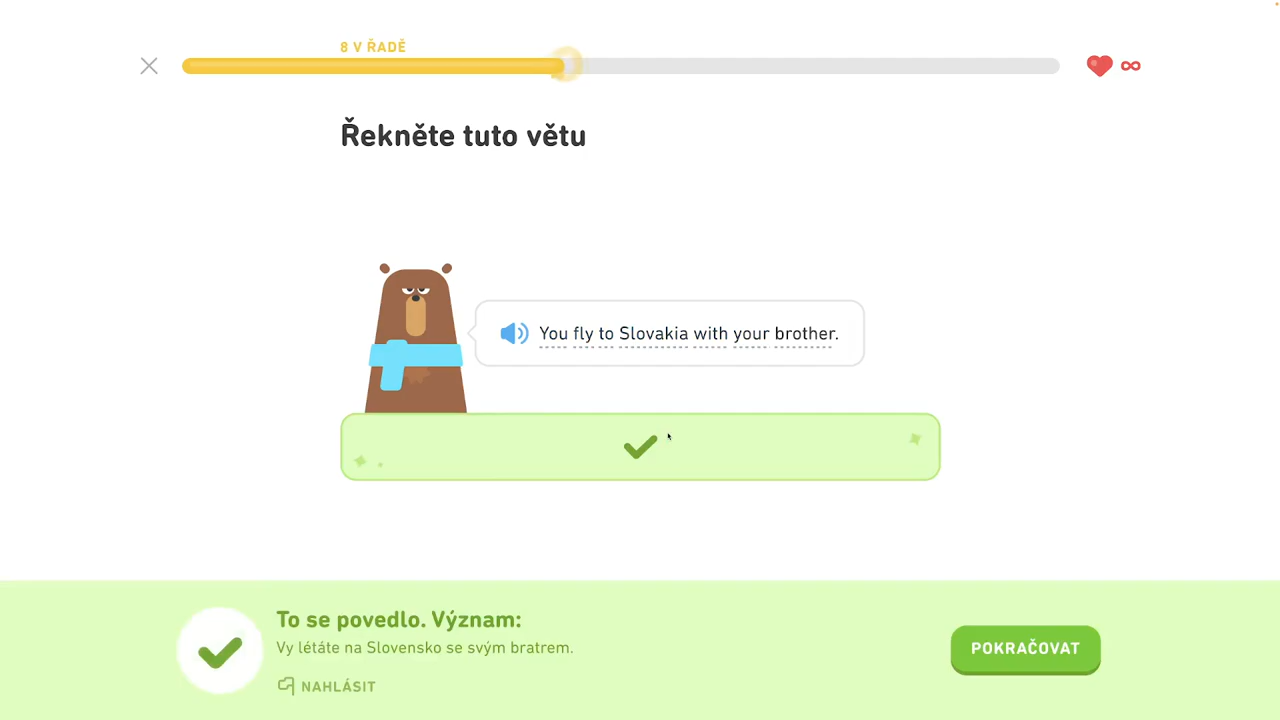 8 V ŘADĚ
Řekněte tuto větu
You fly to Slovakia with your brother.
To se povedlo. Význam:
Vy létáte na Slovensko se svým bratrem.
NAHLÁSIT
POKRAČOVAT